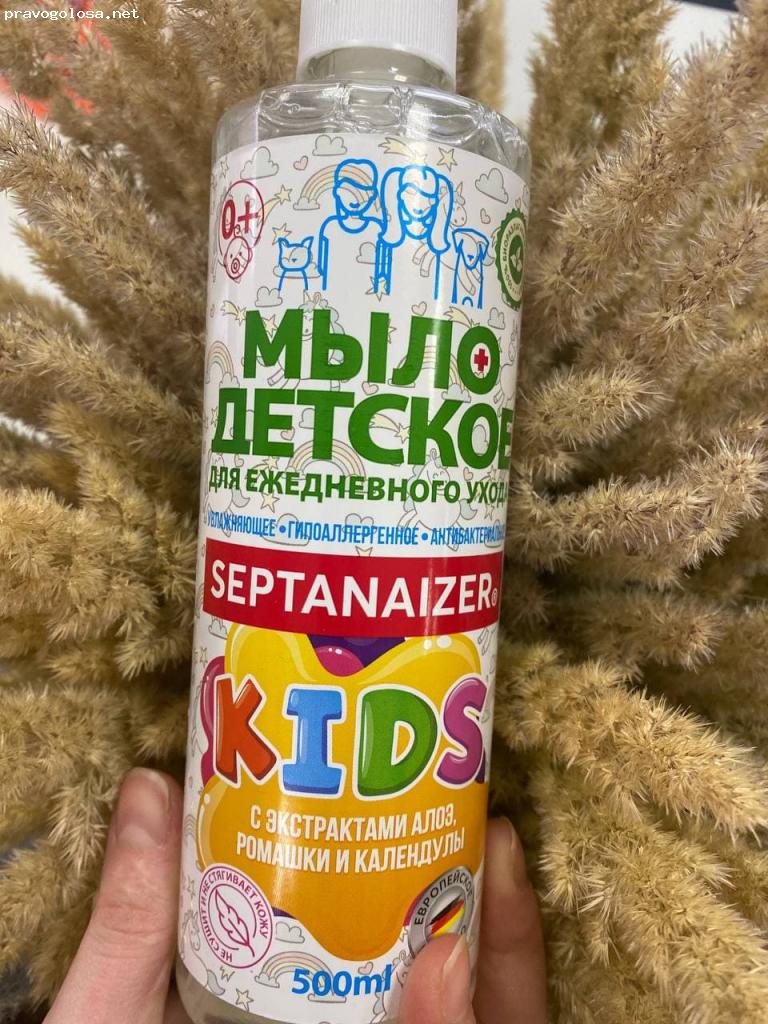 pravogolosa.net
0+
МЫЛО
ДЕТСКОЕ
ДЛЯ ЕЖЕДНЕВНОГО УХОДА
УВЛАЖНЯЮЩЕЕ • ГИПОАЛЛЕРГЕННОЕ •
SEPTANAIZER®
KIDS
С ЭКСТРАКТАМИ АЛОЭ,
РОМАШКИ И КАЛЕНДУЛЫ
НЕ СУШИТ И НЕ СТЯГИВАЕТ КОЖУ
ЕВРОПЕЙСКОЕ
500ml